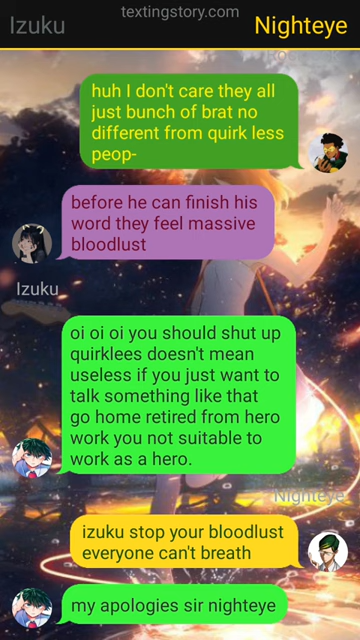 textingstory.com
Izuku
Nighteye
huh I don't care they all
just bunch of brat no
different from quirk less
peop-
before he can finish his
word they feel massive
bloodlust
Izuku
oi oi oi you should shut up
quirklees doesn't mean
useless if you just want to
talk something like that
go home retired from hero
work you not suitable to
work as a hero.
Nighteye
izuku stop your bloodlust
everyone can't breath
my apologies sir nighteye